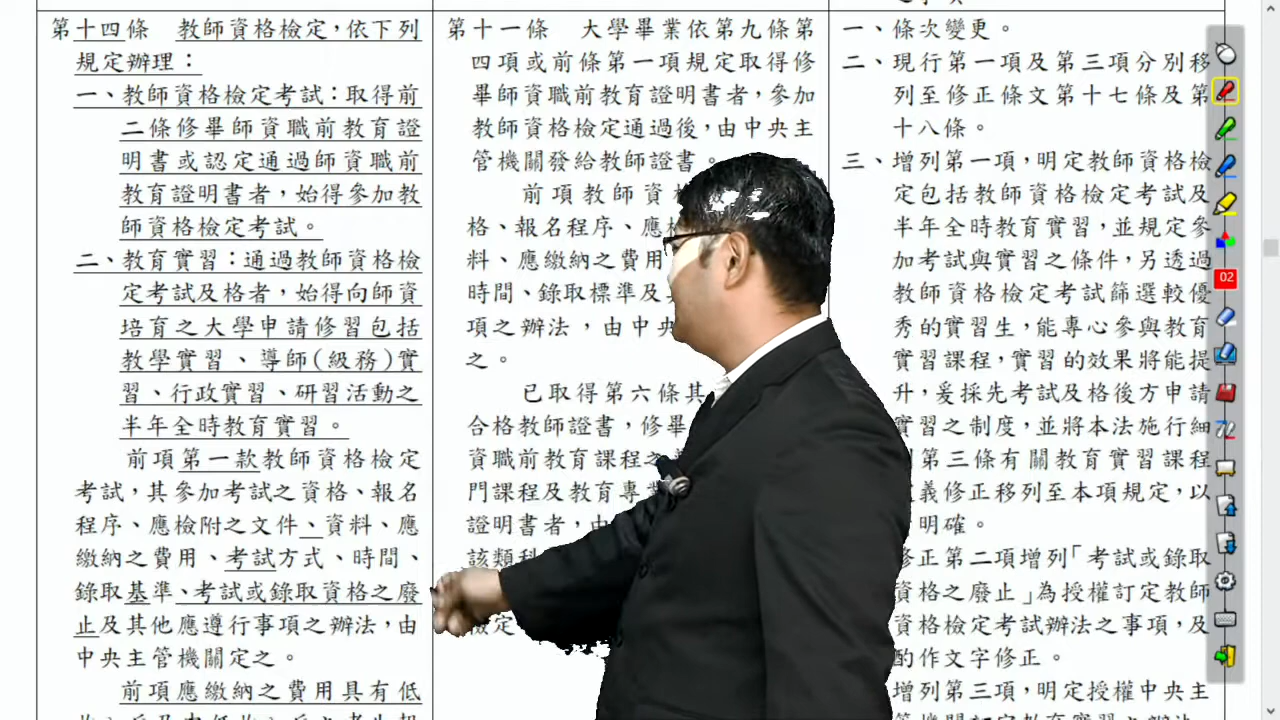 第十四條　教師資格檢定，依下列
規定辦理：
一、教師資格檢定考試：取得前
二條修畢師資職前教育證
明書或認定通過師資職前
教育證明書者，始得參加教
師資格檢定考試。
二、教育實習：通過教師資格檢
定考試及格者，始得向師資
培育之大學申請修習包括
教學實習、導師（級務）實
習、行政實習、研習活動之
半年全時教育實習。
前項第一款教師資格檢定
考試，其參加考試之資格、報名
程序、應檢附之文件、資料、應
繳納之費用、考試方式、時間、
錄取基準、考試或錄取資格之廢
止及其他應遵行事項之辦法，由
中央主管機關定之。
前項應繳納之費用具有低
第十一條　大學畢業依第九條第
四項或前條第一項規定取得修
畢師資職前教育證明書者，參加
教師資格檢定通過後，由中央主
管機關發給教師證書。
前項教師資
格、報名程序、應
料、應繳納之費用
時間、錄取標準及
項之辦法，由中央
之。
已取得第六條其
合格教師證書，修畢
資職前教育課程之
門課程及教育專
證明書者，由
該類科
檢定
一、條次變更。
二、現行第一項及第三項分別移
列至修正條文第十七條及第
十八條。
三、增列第一項，明定教師資格檢
定包括教師資格檢定考試及
半年全時教育實習，並規定參
加考試與實習之條件，另透過
教師資格檢定考試篩選較優
秀的實習生，能專心參與教育
實習課程，實習的效果將能提
升，爰採先考試及格後方申請
實習之制度，並將本法施行細
第三條有關教育實習課程
義修正移列至本項規定，以
明確。
修正第二項增列「考試或錄取
資格之廢止」為授權訂定教師
資格檢定考試辦法之事項，及
酌作文字修正。
增列第三項，明定授權中央主
02